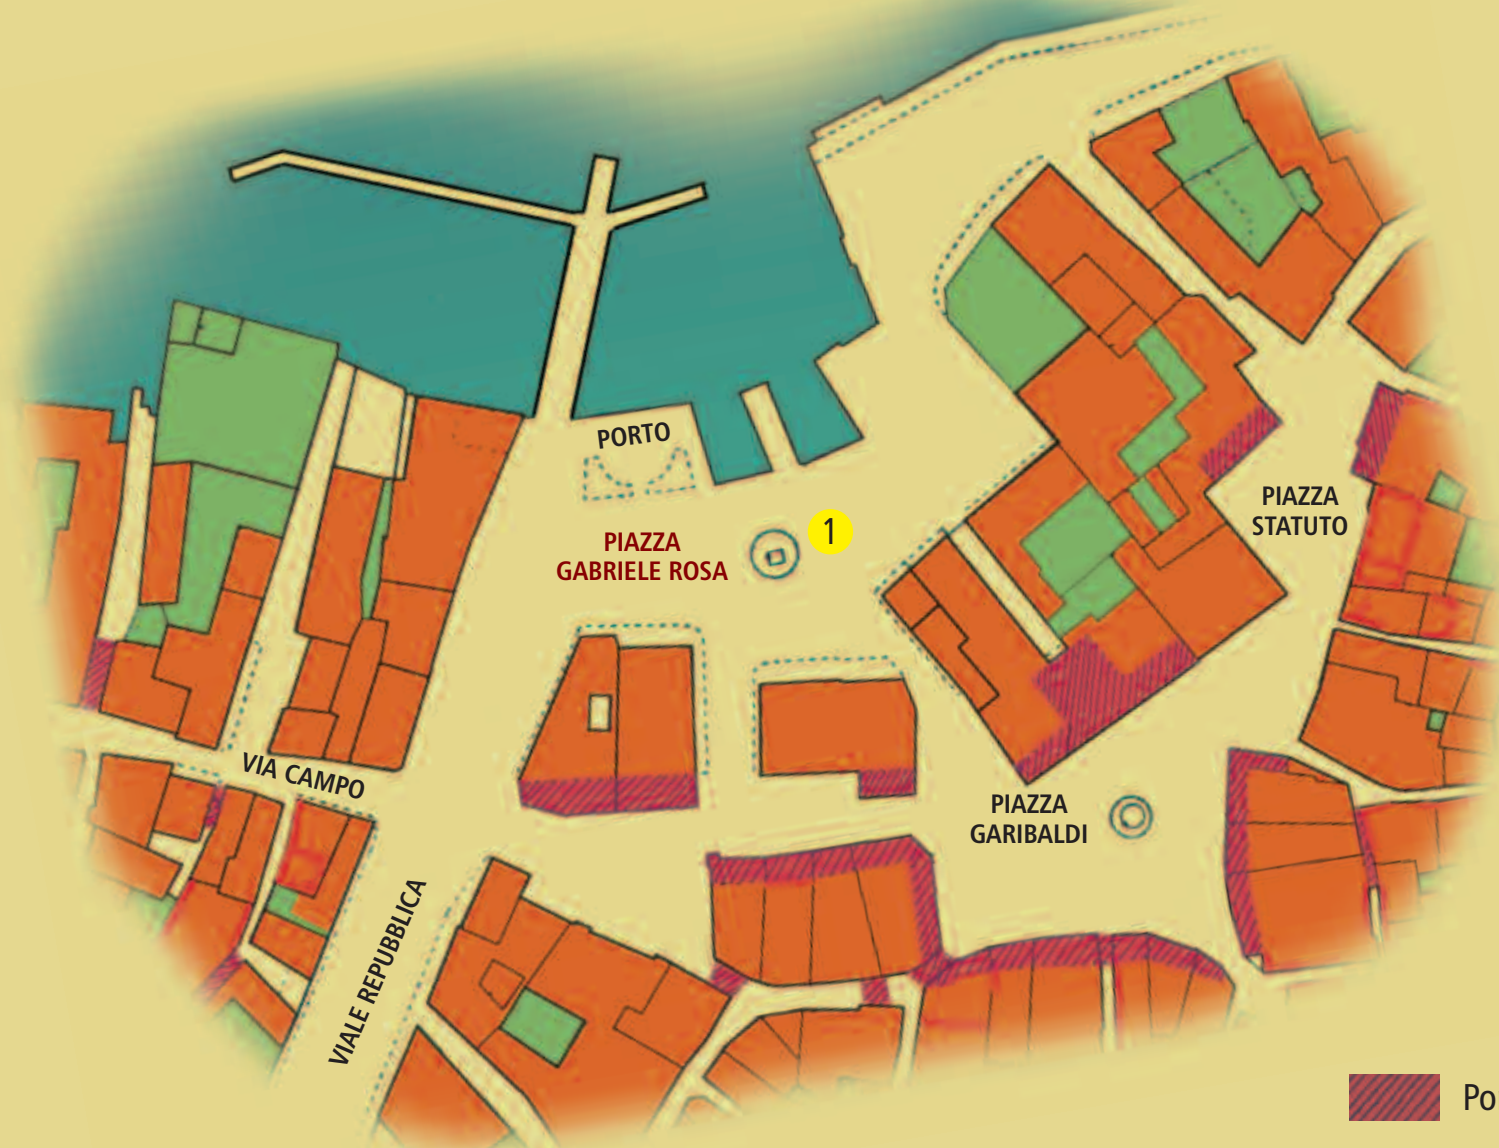 PORTO
1
PIAZZA
GABRIELE ROSA
PIAZZA
STATUTO
VIA CAMPO
PIAZZA
GARIBALDI
VIALE REPUBBLICA
Po